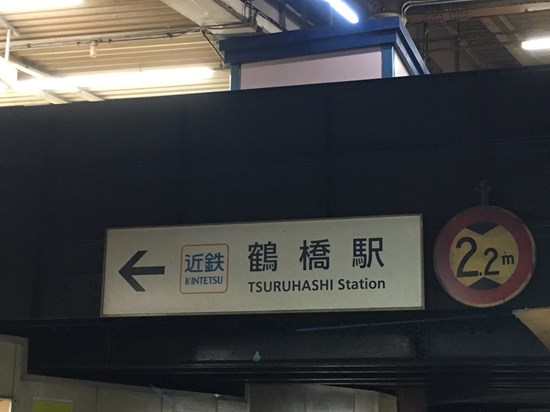 近鉄
KINTETSU
鶴橋駅
TSURUHASHI Station
2.2m